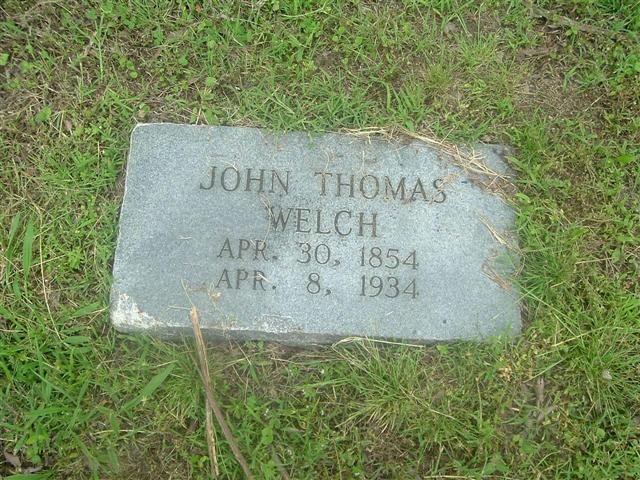 JOHN THOMAS
WELCH
APR. 30, 1854
APR. 8, 1934